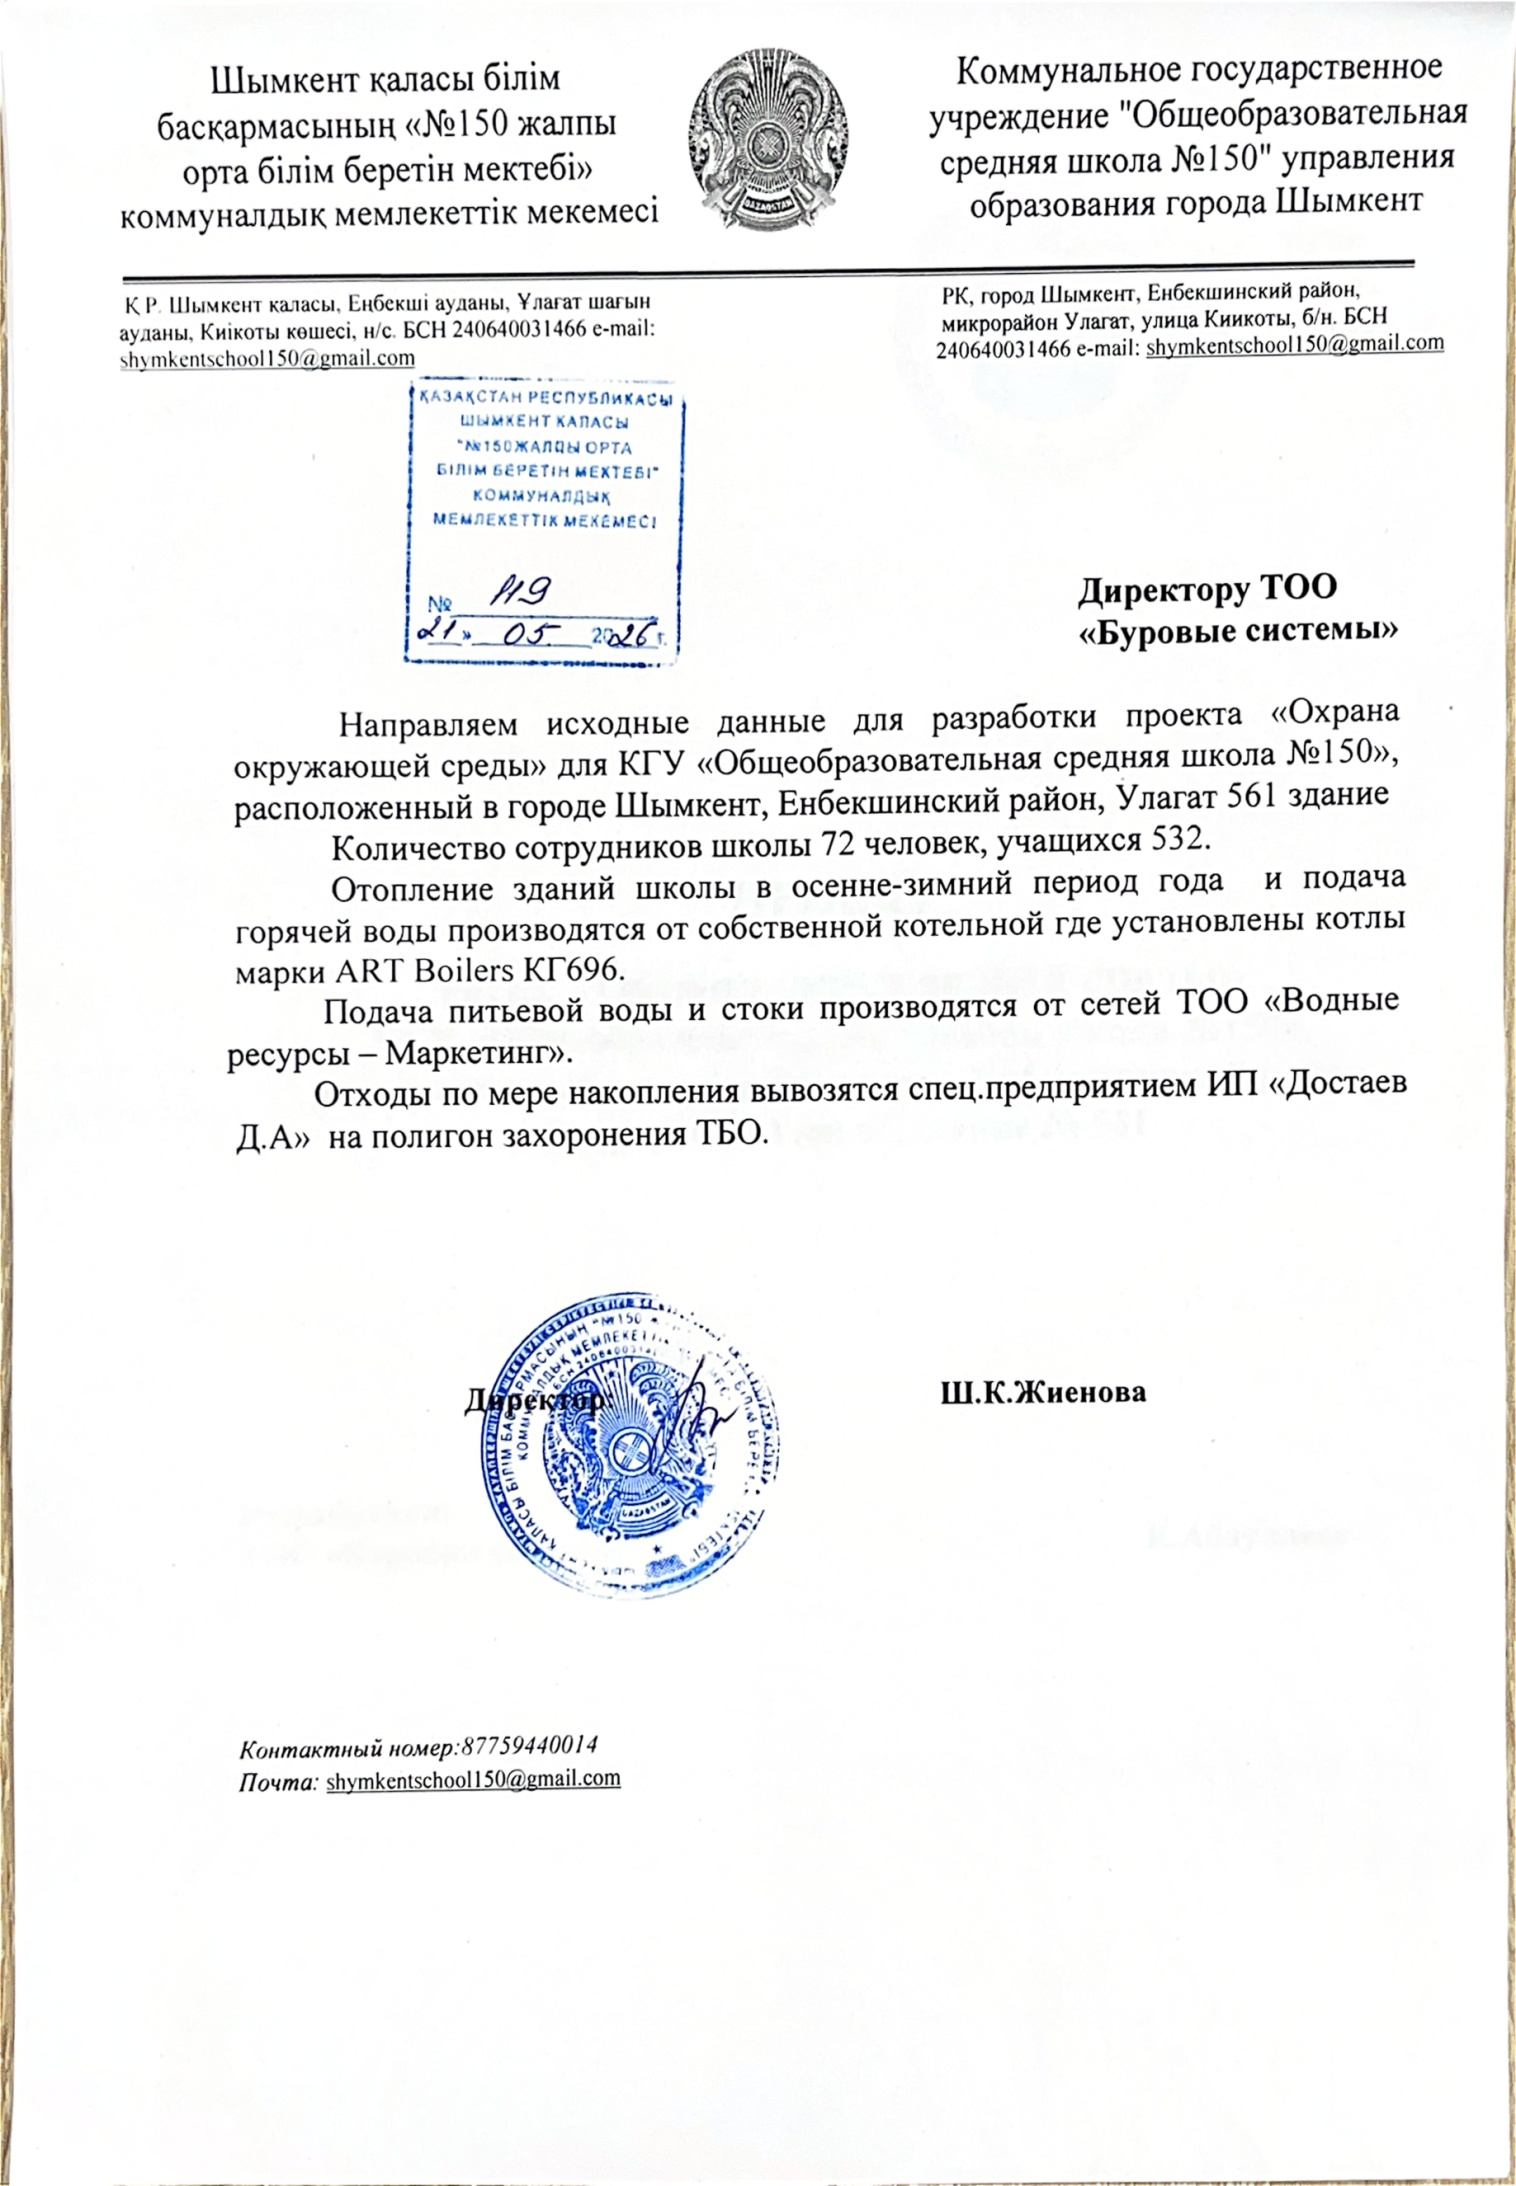 Шымкент қаласы білім
басқармасының «№150 жалпы
орта білім беретін мектебі»
коммуналдық мемлекеттік мекемесі
Коммунальное государственное
учреждение "Общеобразовательная
средняя школа №150" управления
образования города Шымкент
ҚАZAQSTAN
Қ.Р. Шымкент қаласы, Еңбекші ауданы, Ұлағат шағын
ауданы, Киікоты көшесі, н/с. БСН 240640031466 e-mail:
shymkentschool150@gmail.com
РК, город Шымкент, Енбекшинский район,
микрорайон Улагат, улица Киикоты, б/н. БСН
240640031466 e-mail: shymkentschool150@gmail.com
ҚАЗАҚСТАН РЕСПУБЛИКАСЫ
ШЫМКЕНТ ҚАЛАСЫ
"№150ЖАЛПЫ ОРТА
БІЛІМ БЕРЕТІН МЕКТЕБІ"
КОММУНАЛДЫҚ
МЕМЛЕКЕТТІК МЕКЕМЕСІ
№ 119
21 » 05 2026 г.
Директору ТОО
«Буровые системы»
Направляем исходные данные для разработки проекта «Охрана
окружающей среды» для КГУ «Общеобразовательная средняя школа №150»,
расположенный в городе Шымкент, Енбекшинский район, Улагат 561 здание
Количество сотрудников школы 72 человек, учащихся 532.
Отопление зданий школы в осенне-зимний период года и подача
горячей воды производятся от собственной котельной где установлены котлы
марки ART Boilers КГ696.
Подача питьевой воды и стоки производятся от сетей ТОО «Водные
ресурсы – Маркетинг».
Отходы по мере накопления вывозятся спец.предприятием ИП «Достаев
Д.А» на полигон захоронения ТБО.
Директор:
Ш.К.Жиенова
Контактный номер:87759440014
Почта: shymkentschool150@gmail.com